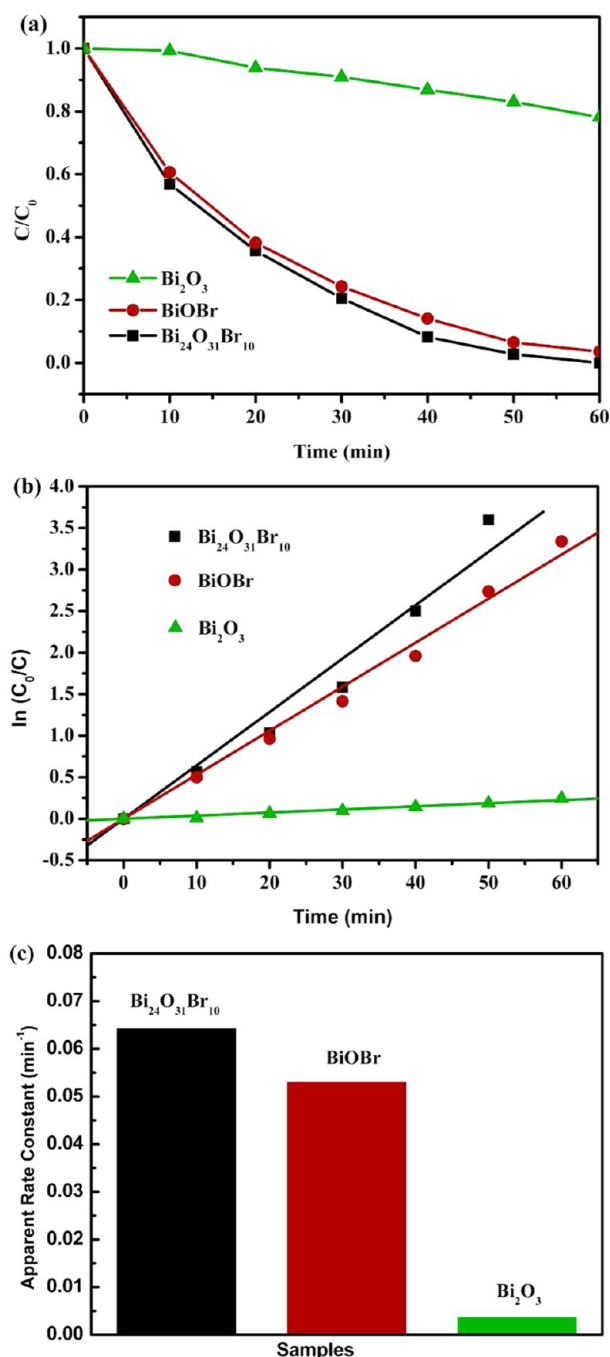 (a)
1.0
0.8
0.6
0.4
0.2
0.0
C/C₀
Bi₂O₃
BiOBr
Bi₂₄O₃₁Br₁₀
0 10 20 30 40 50 60
Time (min)
(b)
4.0
3.5
3.0
2.5
2.0
1.5
1.0
0.5
0.0
-0.5
ln (C₀/C)
Bi₂₄O₃₁Br₁₀
BiOBr
Bi₂O₃
0 10 20 30 40 50 60
Time (min)
(c)
0.08
0.07
0.06
0.05
0.04
0.03
0.02
0.01
0.00
Apparent Rate Constant (min⁻¹)
Bi₂₄O₃₁Br₁₀
BiOBr
Bi₂O₃
Samples